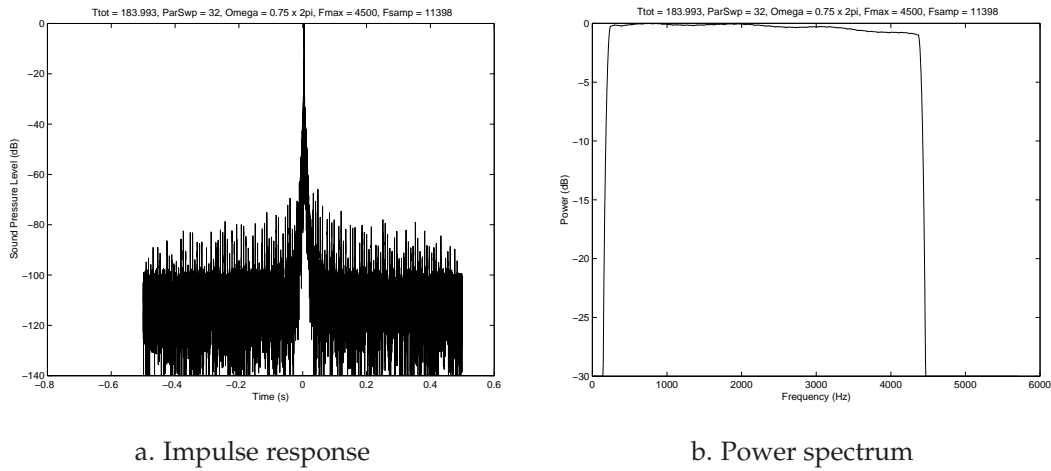 Ttot = 183.993, ParSwp = 32, Omega = 0.75 x 2pi, Fmax = 4500, Fsamp = 11398
0
−20
−40
−60
−80
−100
−120
−140
Sound Pressure Level (dB)
−0.8 −0.6 −0.4 −0.2 0 0.2 0.4 0.6
Time (s)
a. Impulse response
Ttot = 183.993, ParSwp = 32, Omega = 0.75 x 2pi, Fmax = 4500, Fsamp = 11398
0
−5
−10
−15
−20
−25
−30
Power (dB)
0 1000 2000 3000 4000 5000 6000
Frequency (Hz)
b. Power spectrum